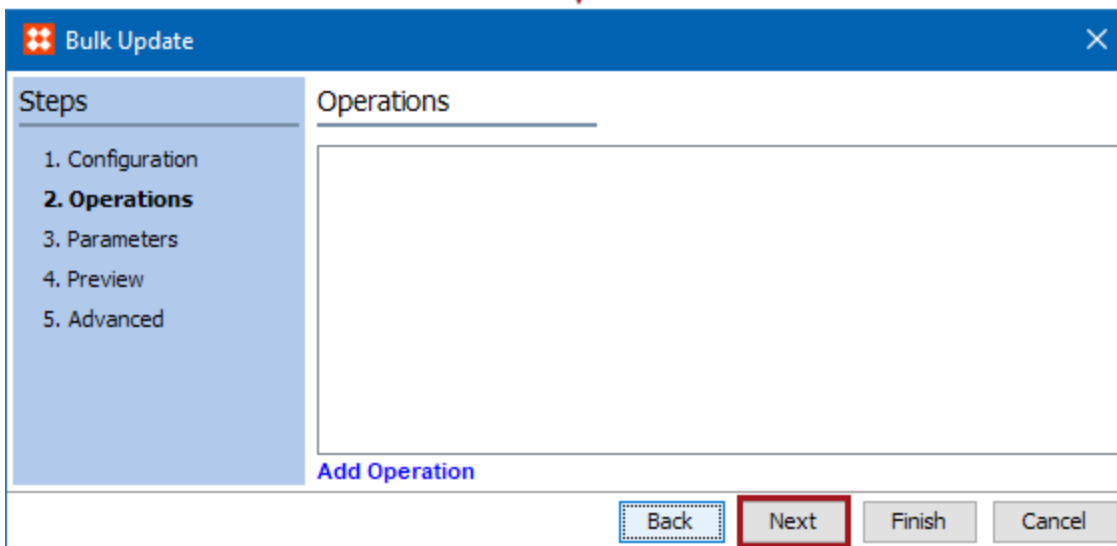 Bulk Update
Steps
1. Configuration
2. Operations
3. Parameters
4. Preview
5. Advanced
Operations
Add Operation
Back Next Finish Cancel